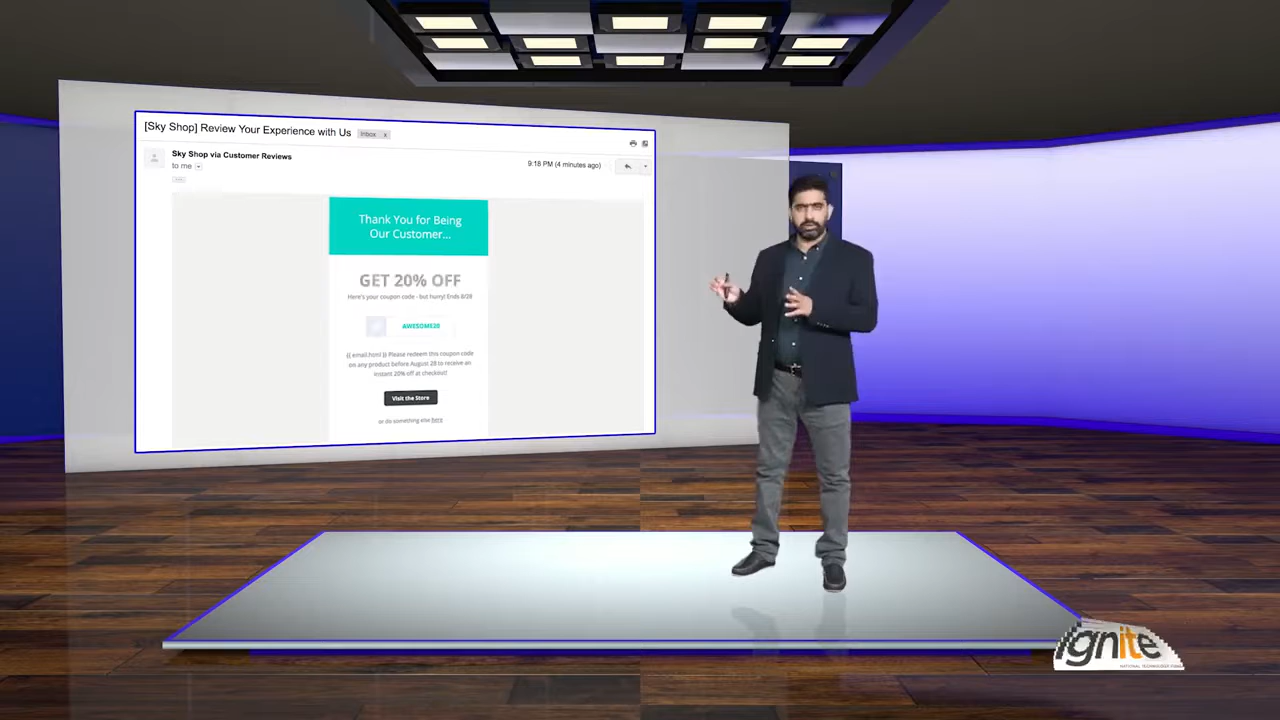 [Sky Shop] Review Your Experience with Us
Inbox x
Sky Shop via Customer Reviews
to me
9:18 PM (4 minutes ago)
Thank You for Being
Our Customer...
GET 20% OFF
Here's your coupon code - but hurry! Ends 8/28
AWESOME20
{{ email.html }} Please redeem this coupon code
on any product before August 28 to receive an
instant 20% off at checkout!
Visit the Store
or do something else here
ignite
NATIONAL TECHNOLOGY FUND